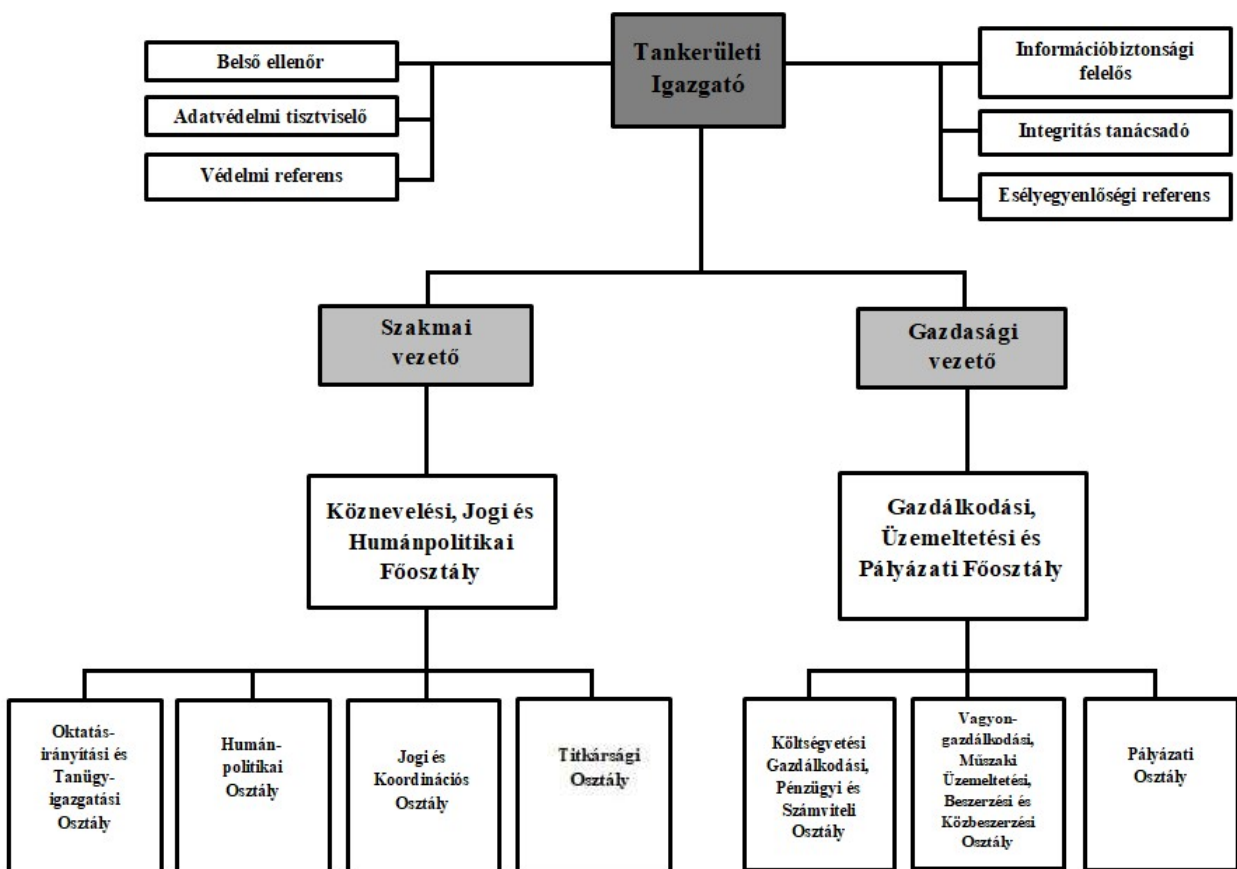 Tankerületi
Igazgató
Belső ellenőr
Adatvédelmi tisztviselő
Védelmi referens
Információbiztonsági
felelős
Integritás tanácsadó
Esélyegyenlőségi referens
Szakmai
vezető
Gazdasági
vezető
Köznevelési, Jogi és
Humánpolitikai
Főosztály
Gazdálkodási,
Üzemeltetési és
Pályázati Főosztály
Oktatás-
irányítási és
Tanügy-
igazgatási
Osztály
Humán-
politikai
Osztály
Jogi és
Koordinációs
Osztály
Titkársági
Osztály
Költségvetési
Gazdálkodási,
Pénzügyi és
Számviteli
Osztály
Vagyon-
gazdálkodási,
Műszaki
Üzemeltetési,
Beszerzési és
Közbeszerzési
Osztály
Pályázati
Osztály